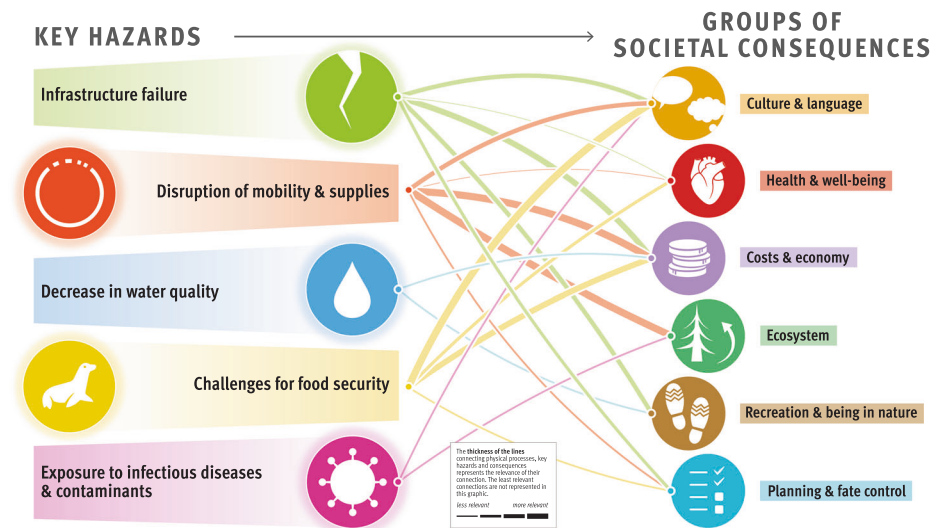 KEY HAZARDS
GROUPS OF
SOCIETAL CONSEQUENCES
Infrastructure failure
Disruption of mobility & supplies
Decrease in water quality
Challenges for food security
Exposure to infectious diseases
& contaminants
Culture & language
Health & well-being
Costs & economy
Ecosystem
Recreation & being in nature
Planning & fate control
The thickness of the lines
connecting physical processes, key
hazards and consequences
represents the relevance of their
connection. The least relevant
connections are not represented in
this graphic.
less relevant more relevant